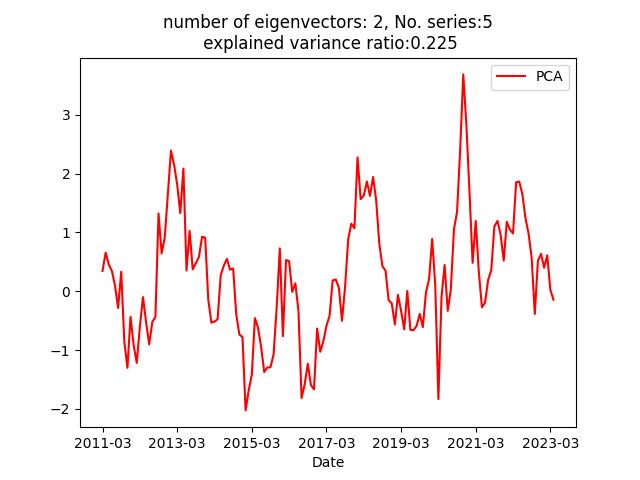 number of eigenvectors: 2, No. series:5
explained variance ratio:0.225
PCA
3
2
1
0
−1
−2
2011-03 2013-03 2015-03 2017-03 2019-03 2021-03 2023-03
Date